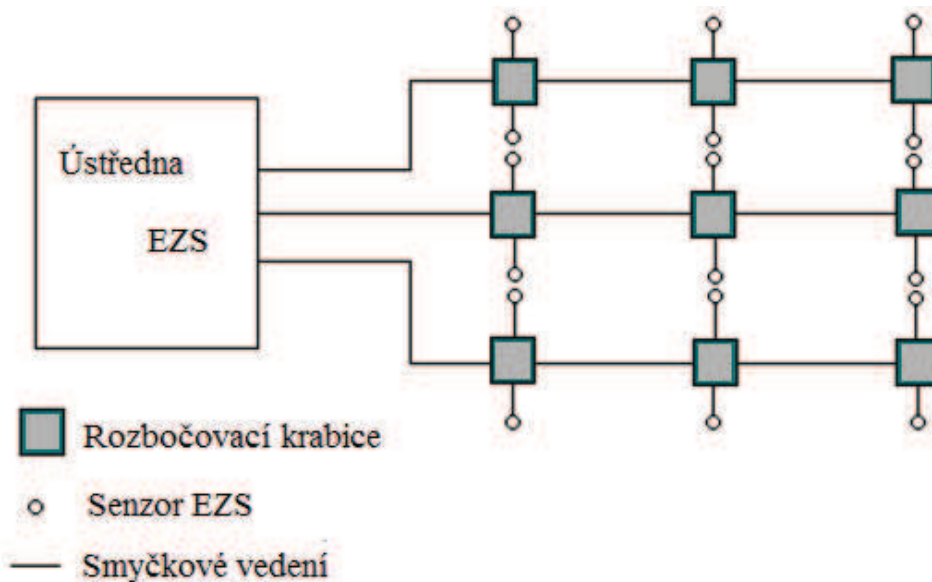 Ústředna
EZS
Rozbočovací krabice
Senzor EZS
Smyčkové vedení